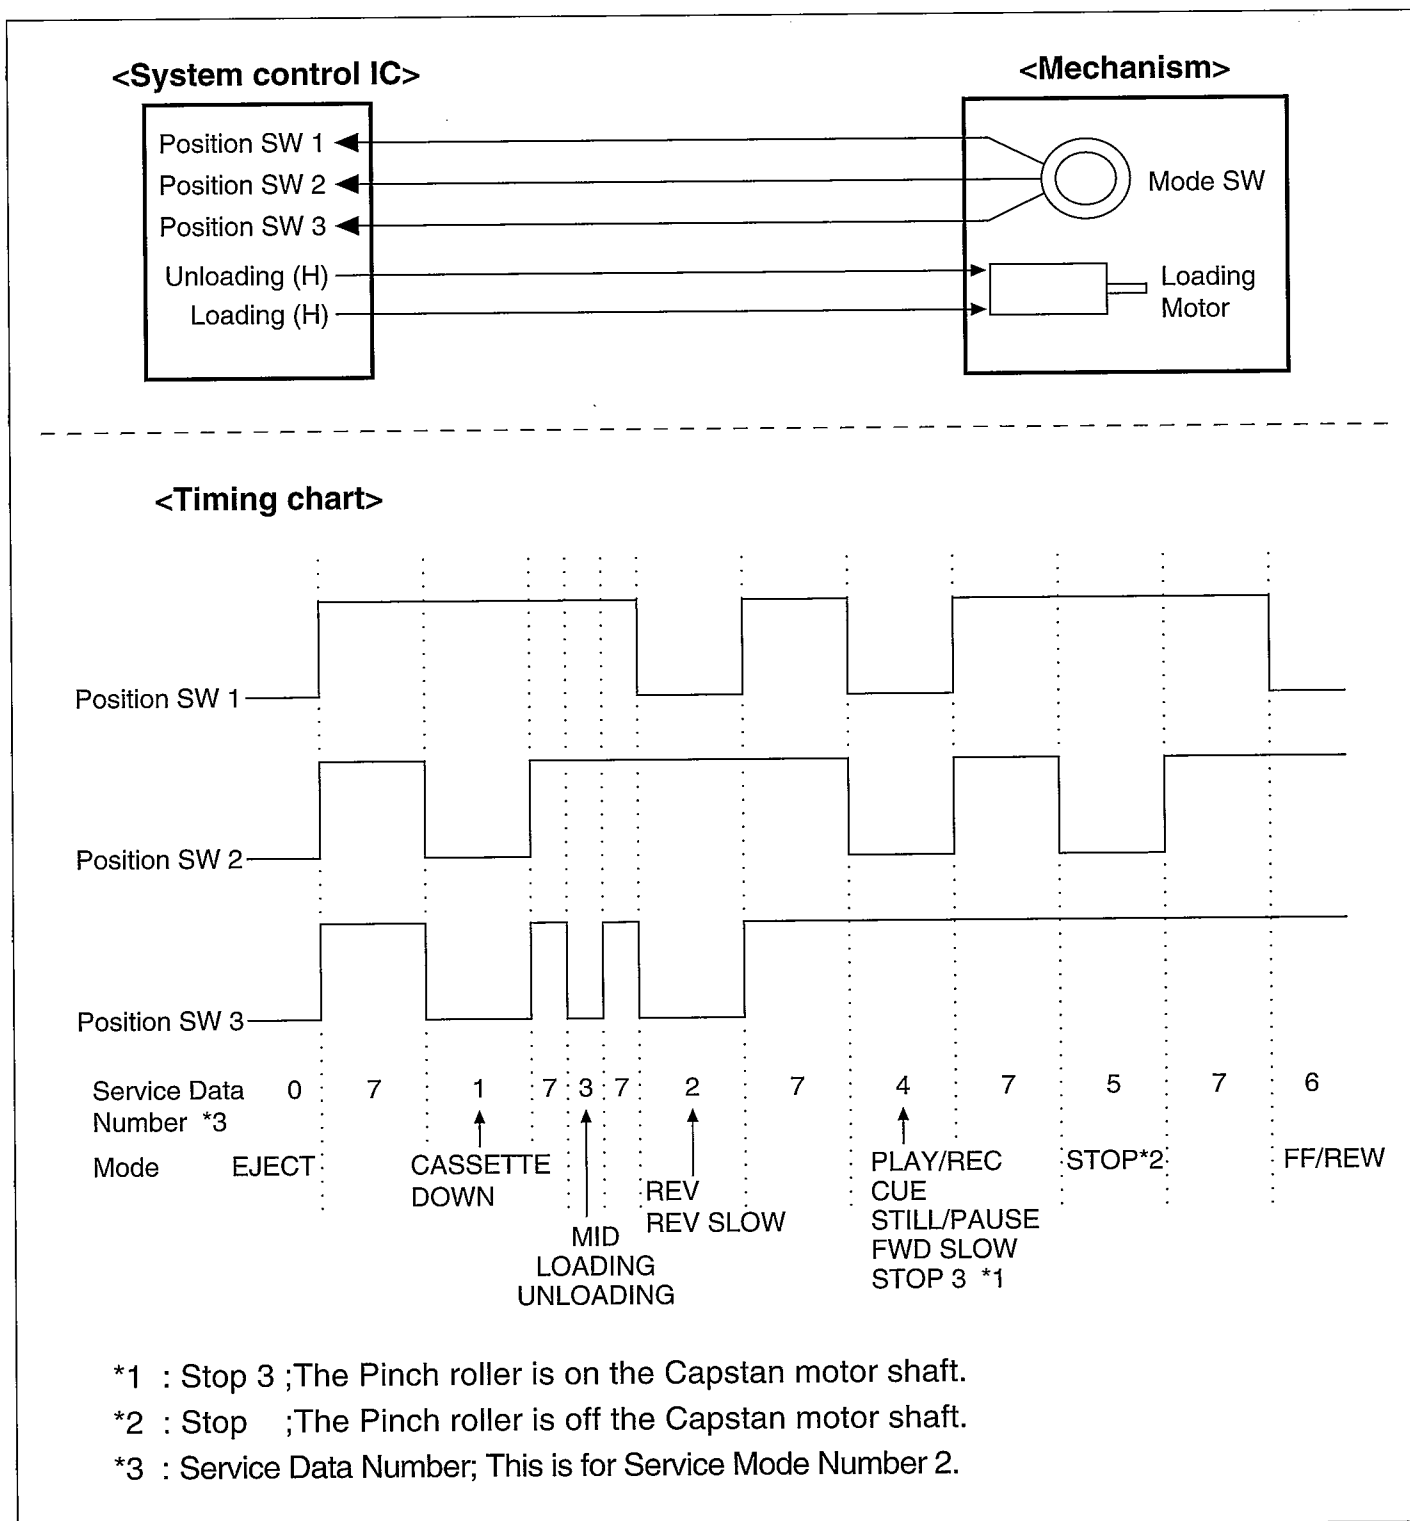 <System control IC>
<Mechanism>
Position SW 1
Position SW 2
Position SW 3
Unloading (H)
Loading (H)
Mode SW
Loading
Motor
<Timing chart>
Position SW 1
Position SW 2
Position SW 3
Service Data 0 7 1 7 3 7 2 7 4 7 5 7 6
Number *3
Mode EJECT
CASSETTE
DOWN
MID
LOADING
UNLOADING
REV
REV SLOW
PLAY/REC
CUE
STILL/PAUSE
FWD SLOW
STOP 3 *1
STOP*2
FF/REW
*1 : Stop 3 ;The Pinch roller is on the Capstan motor shaft.
*2 : Stop ;The Pinch roller is off the Capstan motor shaft.
*3 : Service Data Number; This is for Service Mode Number 2.